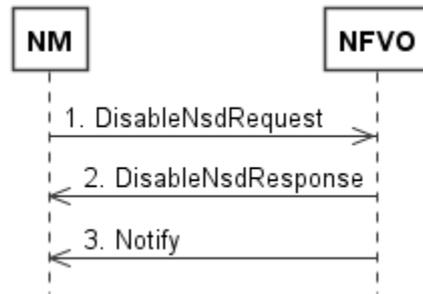 NM NFVO
1. DisableNsdRequest
2. DisableNsdResponse
3. Notify